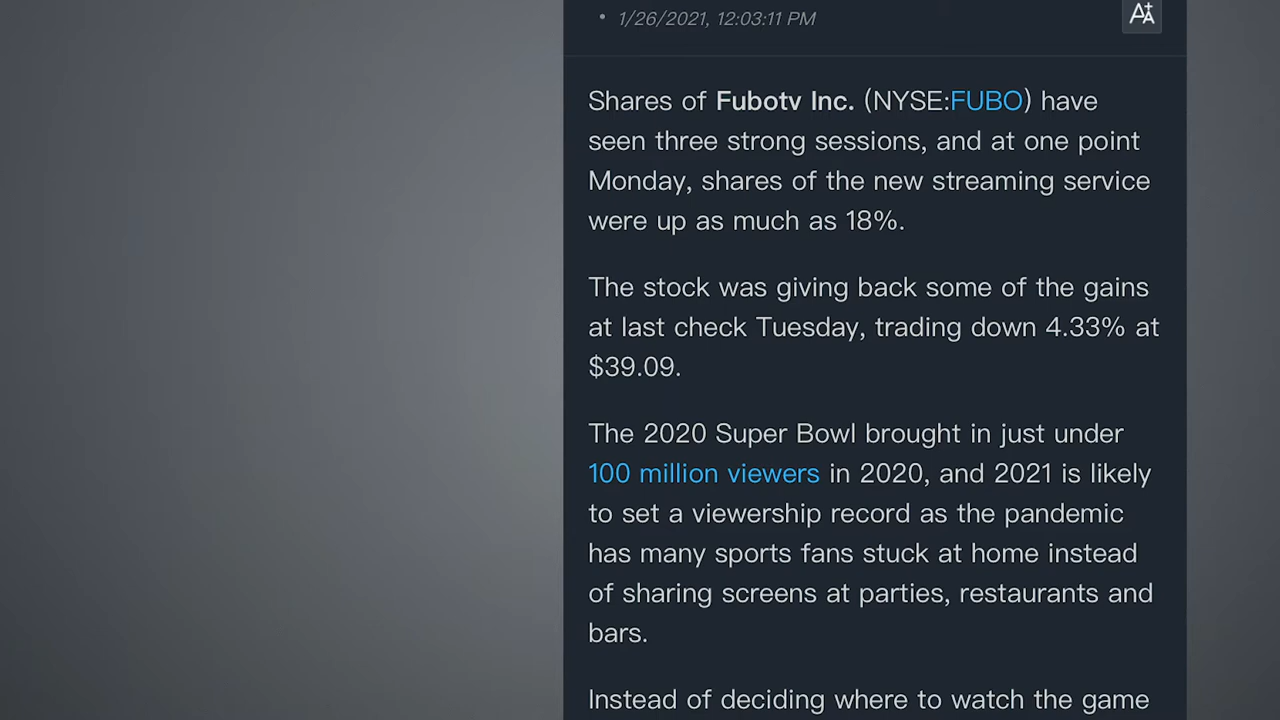 • 1/26/2021, 12:03:11 PM
Shares of Fubotv Inc. (NYSE:FUBO) have
seen three strong sessions, and at one point
Monday, shares of the new streaming service
were up as much as 18%.
The stock was giving back some of the gains
at last check Tuesday, trading down 4.33% at
$39.09.
The 2020 Super Bowl brought in just under
100 million viewers in 2020, and 2021 is likely
to set a viewership record as the pandemic
has many sports fans stuck at home instead
of sharing screens at parties, restaurants and
bars.
Instead of deciding where to watch the game